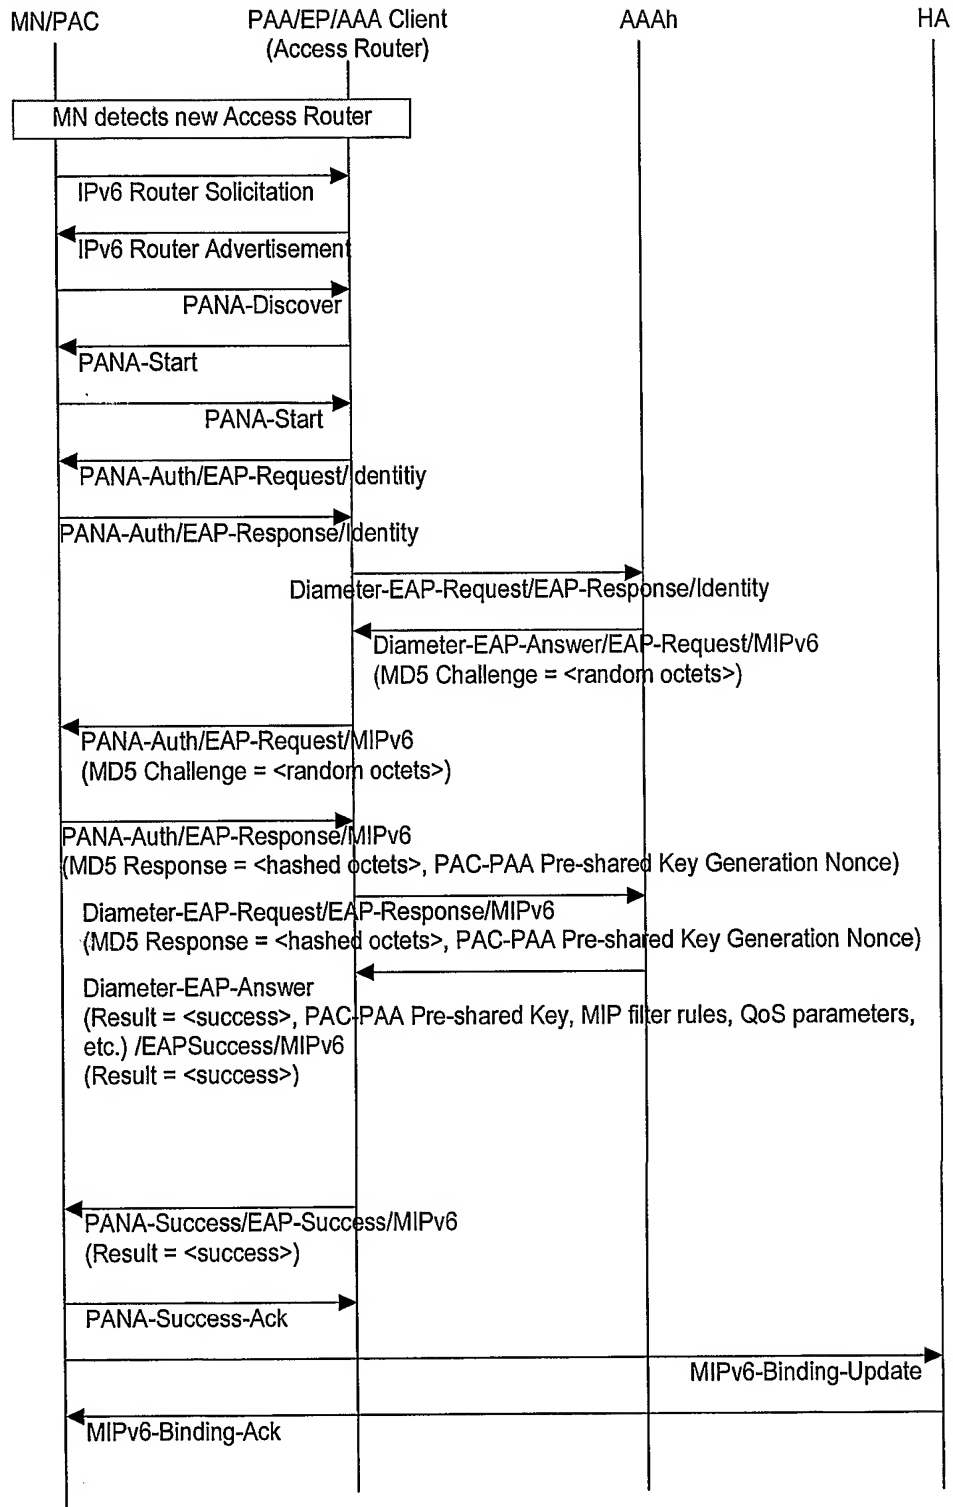 MN/PAC
PAA/EP/AAA Client
(Access Router)
AAAh
HA
MN detects new Access Router
IPv6 Router Solicitation
IPv6 Router Advertisement
PANA-Discover
PANA-Start
PANA-Start
PANA-Auth/EAP-Request/Identitiy
PANA-Auth/EAP-Response/Identity
Diameter-EAP-Request/EAP-Response/Identity
Diameter-EAP-Answer/EAP-Request/MIPv6
(MD5 Challenge = <random octets>)
PANA-Auth/EAP-Request/MIPv6
(MD5 Challenge = <random octets>)
PANA-Auth/EAP-Response/MIPv6
(MD5 Response = <hashed octets>, PAC-PAA Pre-shared Key Generation Nonce)
Diameter-EAP-Request/EAP-Response/MIPv6
(MD5 Response = <hashed octets>, PAC-PAA Pre-shared Key Generation Nonce)
Diameter-EAP-Answer
(Result = <success>, PAC-PAA Pre-shared Key, MIP filter rules, QoS parameters,
etc.) /EAPSuccess/MIPv6
(Result = <success>)
PANA-Success/EAP-Success/MIPv6
(Result = <success>)
PANA-Success-Ack
MIPv6-Binding-Update
MIPv6-Binding-Ack